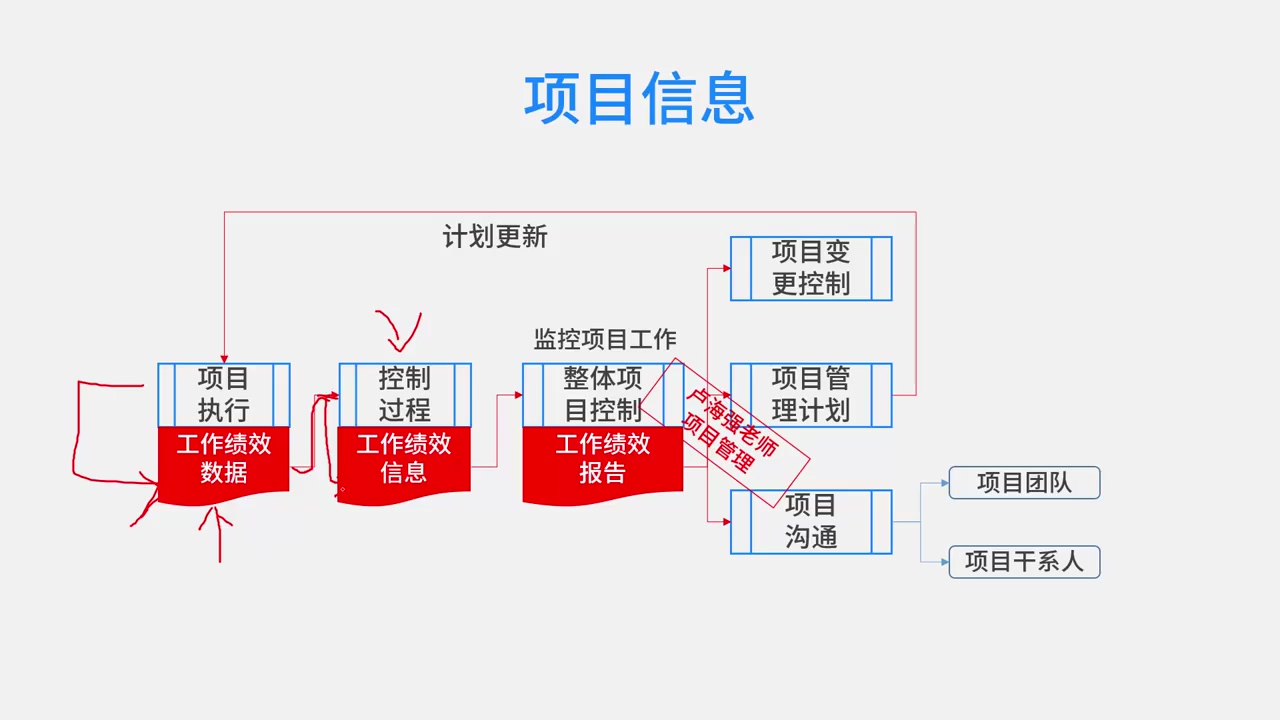 项目信息
计划更新
项目变
更控制
监控项目工作
项目
执行
控制
过程
整体项
目控制
项目管
理计划
工作绩效
数据
工作绩效
信息
工作绩效
报告
卢海强老师
项目管理
项目
沟通
项目团队
项目干系人